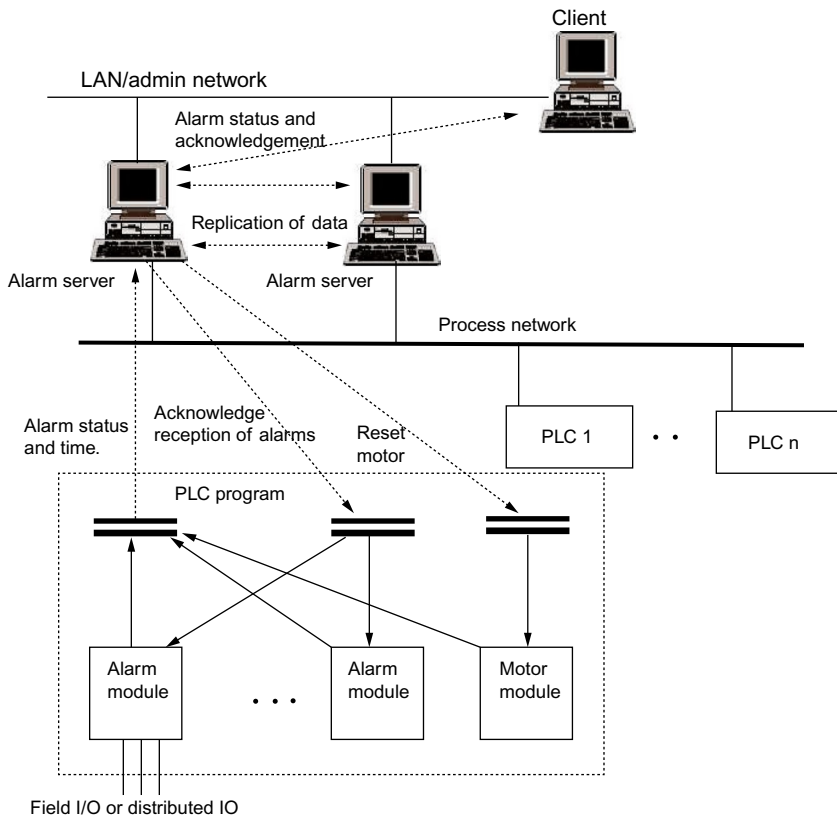 Client
LAN/admin network
Alarm status and
acknowledgement
Replication of data
Alarm server
Alarm server
Process network
Alarm status
and time.
Acknowledge
reception of alarms
Reset
motor
PLC 1
PLC n
PLC program
Alarm
module
Alarm
module
Motor
module
Field I/O or distributed IO